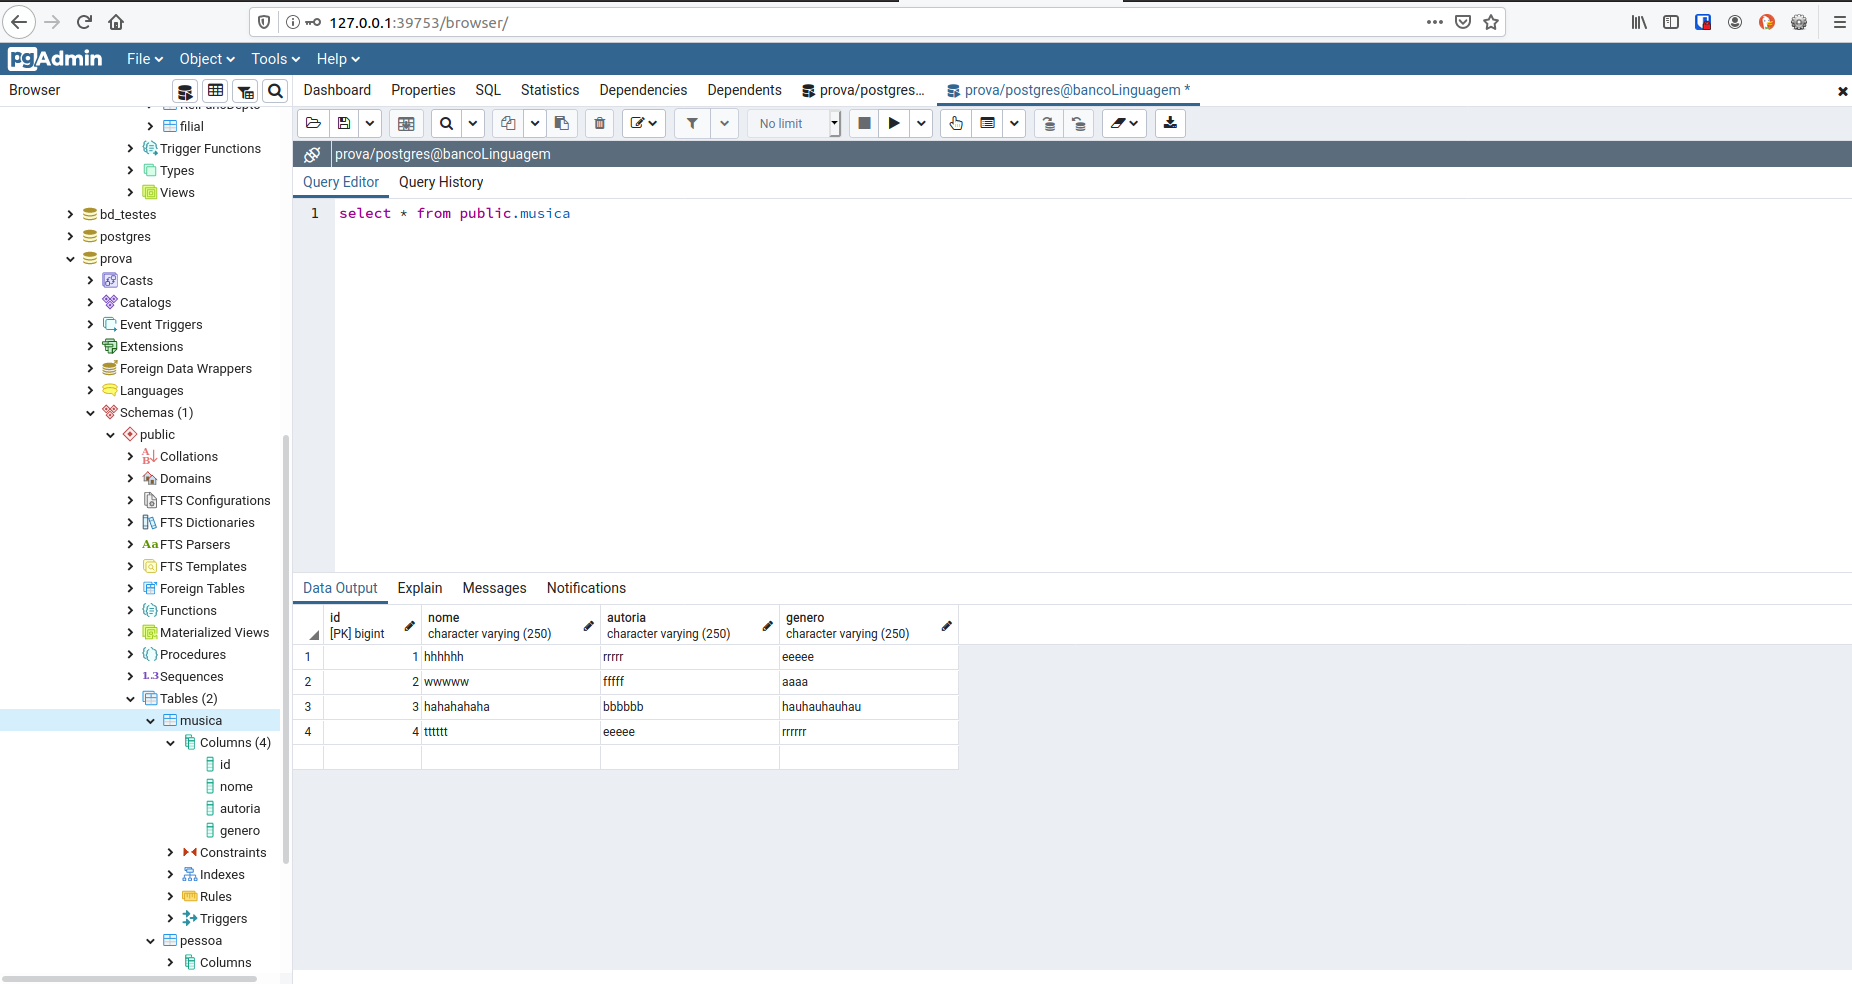 127.0.0.1:39753/browser/
pgAdmin File Object Tools Help
Browser
Dashboard Properties SQL Statistics Dependencies Dependents prova/postgres... prova/postgres@bancoLinguagem *
No limit
prova/postgres@bancoLinguagem
Query Editor Query History
1 select * from public.musica
filial
Trigger Functions
Types
Views
bd_testes
postgres
prova
Casts
Catalogs
Event Triggers
Extensions
Foreign Data Wrappers
Languages
Schemas (1)
public
Collations
Domains
FTS Configurations
FTS Dictionaries
FTS Parsers
FTS Templates
Foreign Tables
Functions
Materialized Views
Procedures
1.3 Sequences
Tables (2)
musica
Columns (4)
id
nome
autoria
genero
Constraints
Indexes
Rules
Triggers
pessoa
Columns
Data Output Explain Messages Notifications
id nome autoria genero
[PK] bigint character varying (250) character varying (250) character varying (250)
1 1 hhhhhh rrrrr eeeee
2 2 wwwww fffff aaaa
3 3 hahahahaha bbbbbb hauhauhauhau
4 4 tttttt eeeee rrrrrr